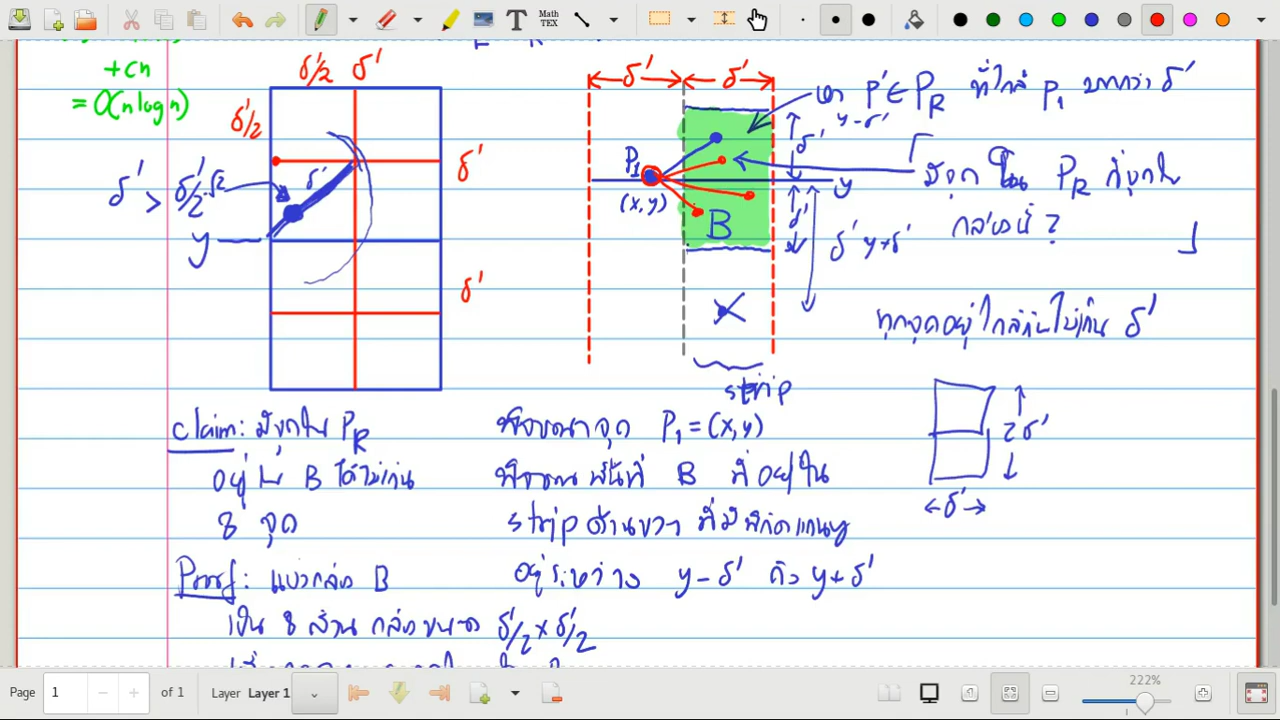 Math
TEX
+cn
= O(n log n)
δ'/2 δ'
δ'/2
δ'
δ' > δ'/2 √2
δ'
y
δ'
δ' δ'
P₁
(x,y)
B
y
δ'
y-δ'
δ'
δ' y+δ'
strip
หา P' ∈ P_R ที่ใกล้ P₁ มากกว่า δ'
มีจุดใน P_R กี่จุดใน
กล่องนี้ ?
ทุกจุดอยู่ใกล้กันไม่เกิน δ'
2δ'
δ'
claim: มีจุดใน P_R
อยู่ใน B ได้ไม่เกิน
8 จุด
พิจารณาจุด P₁ = (x,y)
พิจารณาพื้นที่ B ที่อยู่ใน
strip ด้านขวา ที่มีพิกัดแกน y
อยู่ระหว่าง y-δ' ถึง y+δ'
Proof: แบ่งกล่อง B
เป็น 8 ส่วน กล่องขนาด δ'/2 x δ'/2
Page 1 of 1 Layer Layer 1 222%